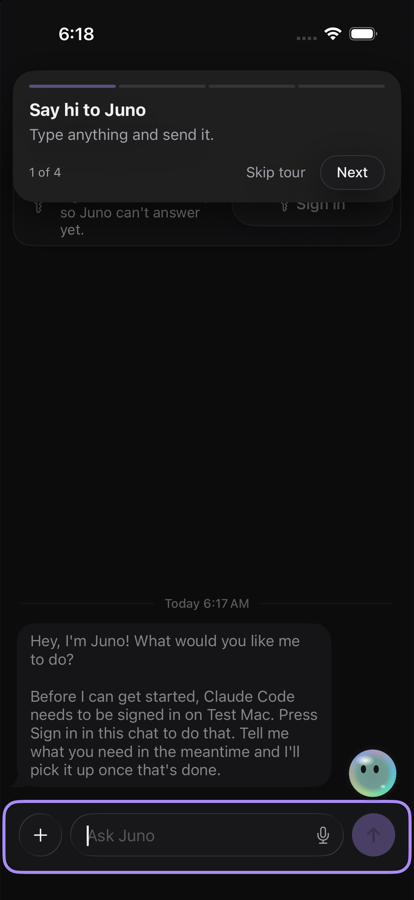 6:18
Say hi to Juno
Type anything and send it.
1 of 4
Skip tour
Next
so Juno can't answer
yet.
Sign in
Today 6:17 AM
Hey, I'm Juno! What would you like me
to do?
Before I can get started, Claude Code
needs to be signed in on Test Mac. Press
Sign in in this chat to do that. Tell me
what you need in the meantime and I'll
pick it up once that's done.
Ask Juno